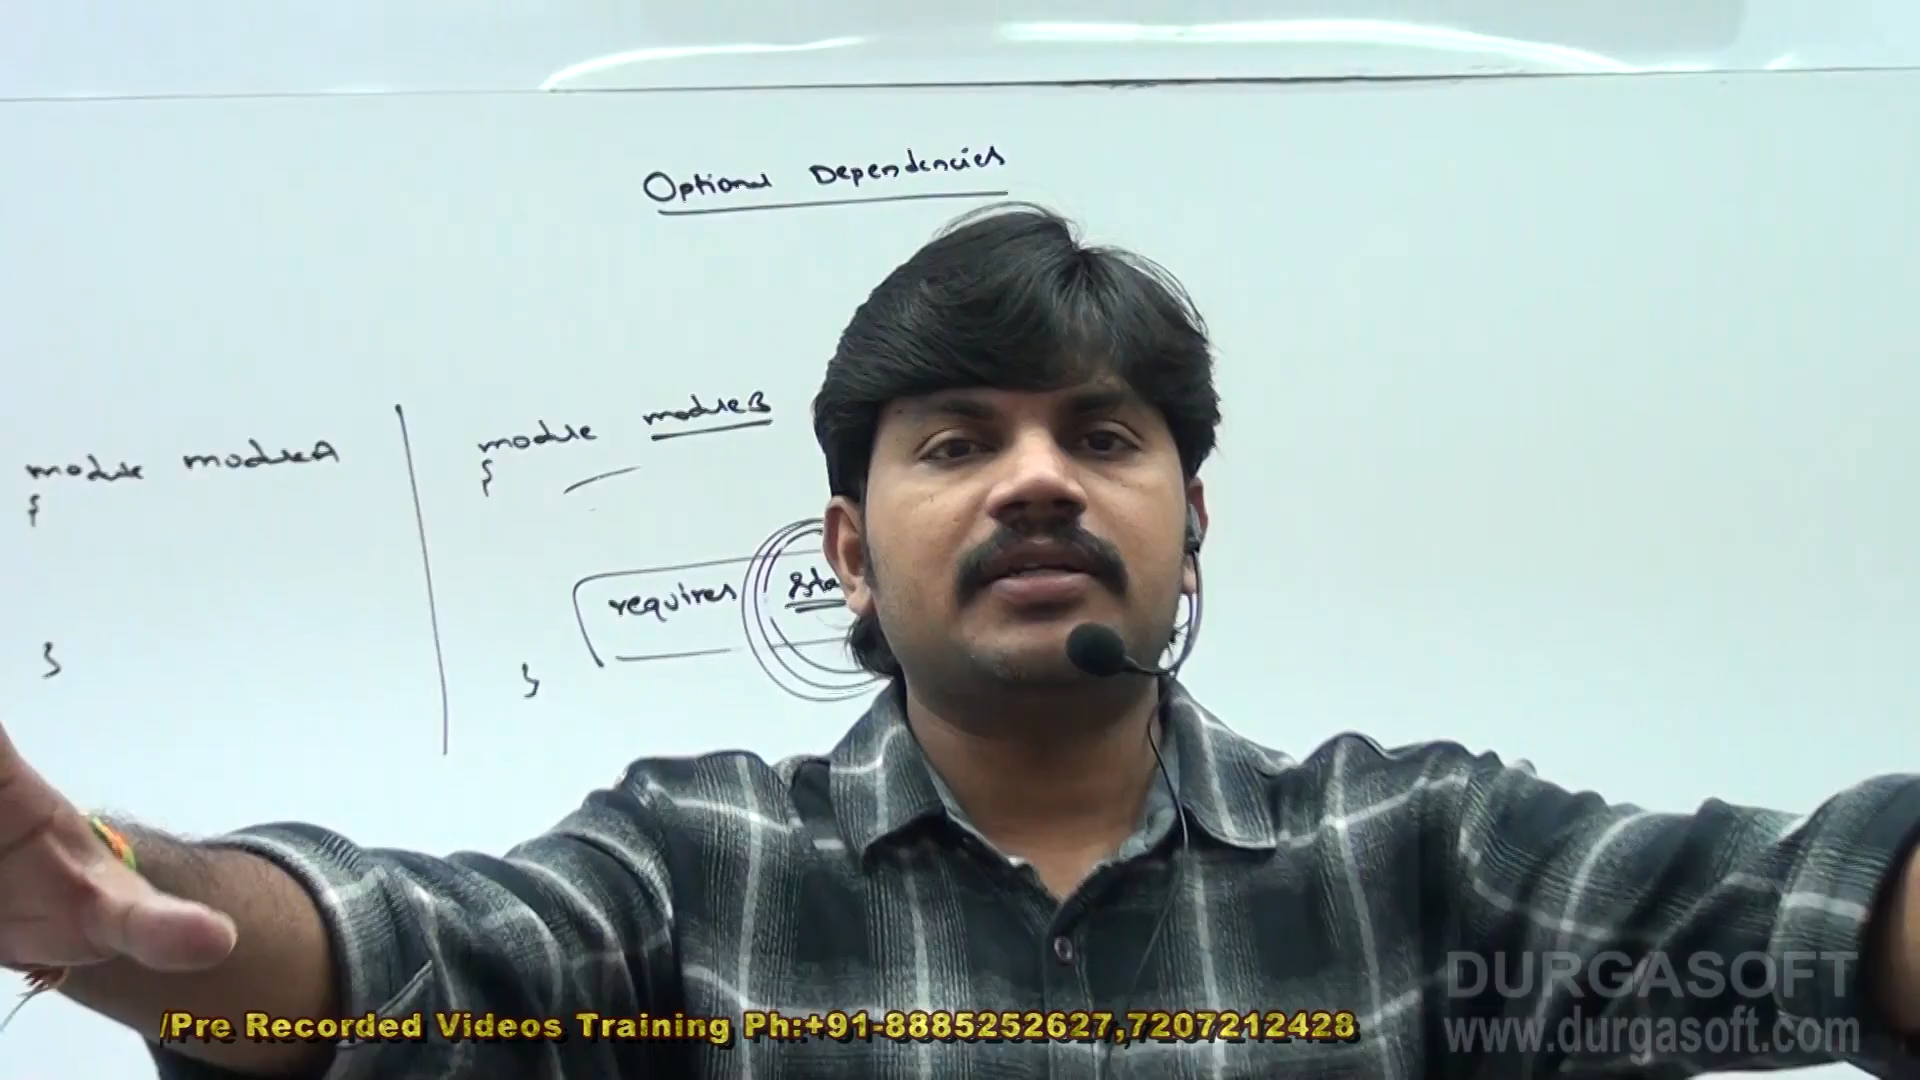 Optional Dependencies
module moduleA
{
}
module moduleB
{
requires sta
}
/Pre Recorded Videos Training Ph:+91-8885252627,7207212428
DURGASOFT
www.durgasoft.com